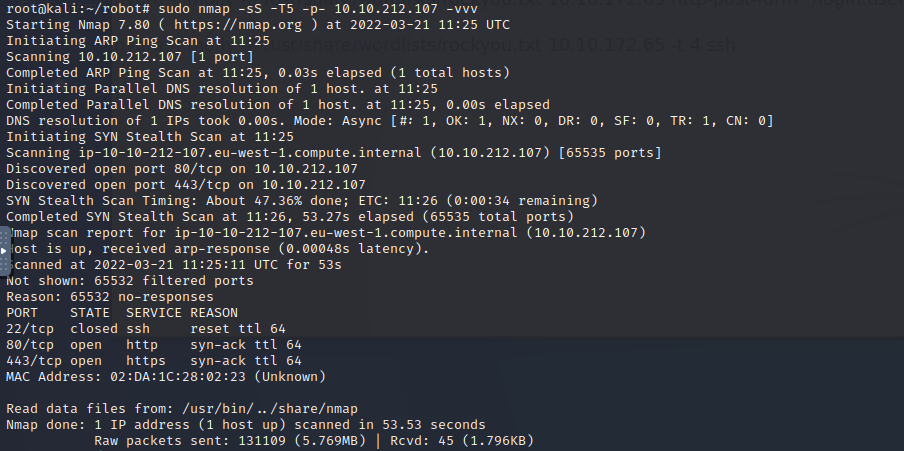 root@kali:~/robot# sudo nmap -sS -T5 -p- 10.10.212.107 -vvv
Starting Nmap 7.80 ( https://nmap.org ) at 2022-03-21 11:25 UTC
Initiating ARP Ping Scan at 11:25
/usr/share/wordlists/rockyou.txt 10.10.172.65 -t 4 ssh
Scanning 10.10.212.107 [1 port]
Completed ARP Ping Scan at 11:25, 0.03s elapsed (1 total hosts)
Initiating Parallel DNS resolution of 1 host. at 11:25
Completed Parallel DNS resolution of 1 host. at 11:25, 0.00s elapsed
DNS resolution of 1 IPs took 0.00s. Mode: Async [#: 1, OK: 1, NX: 0, DR: 0, SF: 0, TR: 1, CN: 0]
Initiating SYN Stealth Scan at 11:25
Scanning ip-10-10-212-107.eu-west-1.compute.internal (10.10.212.107) [65535 ports]
Discovered open port 80/tcp on 10.10.212.107
Discovered open port 443/tcp on 10.10.212.107
SYN Stealth Scan Timing: About 47.36% done; ETC: 11:26 (0:00:34 remaining)
Completed SYN Stealth Scan at 11:26, 53.27s elapsed (65535 total ports)
map scan report for ip-10-10-212-107.eu-west-1.compute.internal (10.10.212.107)
ost is up, received arp-response (0.00048s latency).
canned at 2022-03-21 11:25:11 UTC for 53s
Not shown: 65532 filtered ports
Reason: 65532 no-responses
PORT    STATE  SERVICE REASON
22/tcp  closed ssh     reset ttl 64
80/tcp  open   http    syn-ack ttl 64
443/tcp open   https   syn-ack ttl 64
MAC Address: 02:DA:1C:28:02:23 (Unknown)
Read data files from: /usr/bin/../share/nmap
Nmap done: 1 IP address (1 host up) scanned in 53.53 seconds
Raw packets sent: 131109 (5.769MB) | Rcvd: 45 (1.796KB)